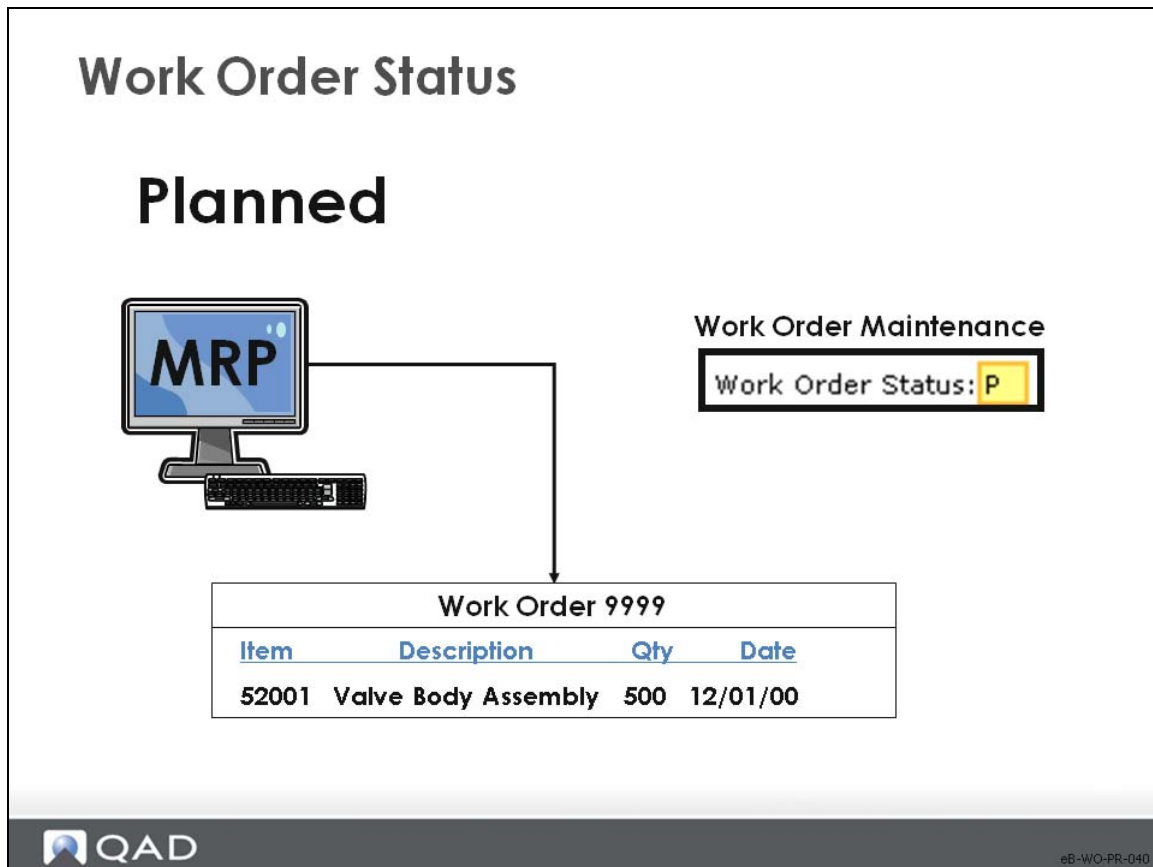 Work Order Status
Planned
MRP
Work Order Maintenance
Work Order Status: P
Work Order 9999
Item Description Qty Date
52001 Valve Body Assembly 500 12/01/00
QAD
eB-WO-PR-040